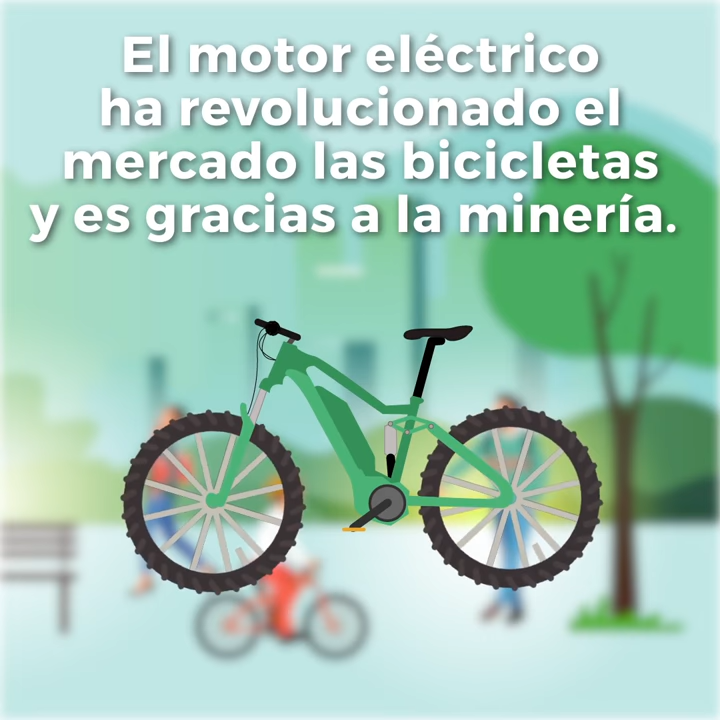 El motor eléctrico
ha revolucionado el
mercado las bicicletas
y es gracias a la minería.